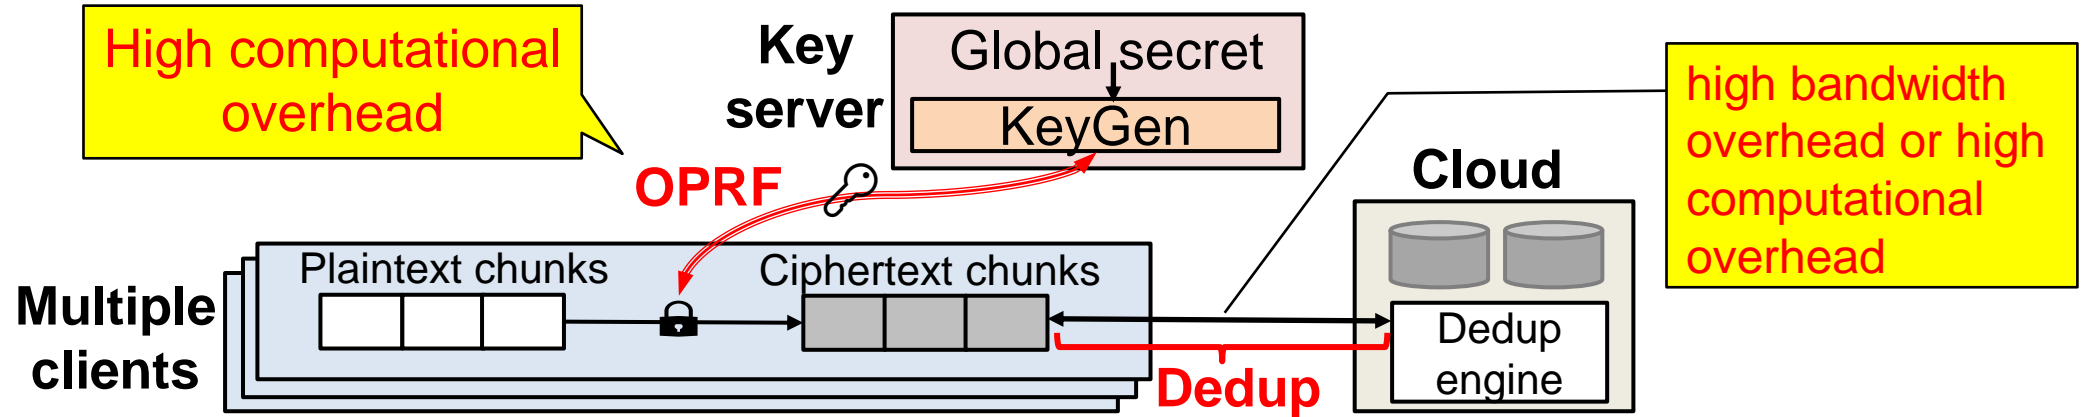 High computational
overhead
Key
server
Global secret
KeyGen
high bandwidth
overhead or high
computational
overhead
OPRF
Cloud
Multiple
clients
Plaintext chunks
Ciphertext chunks
Dedup
engine
Dedup